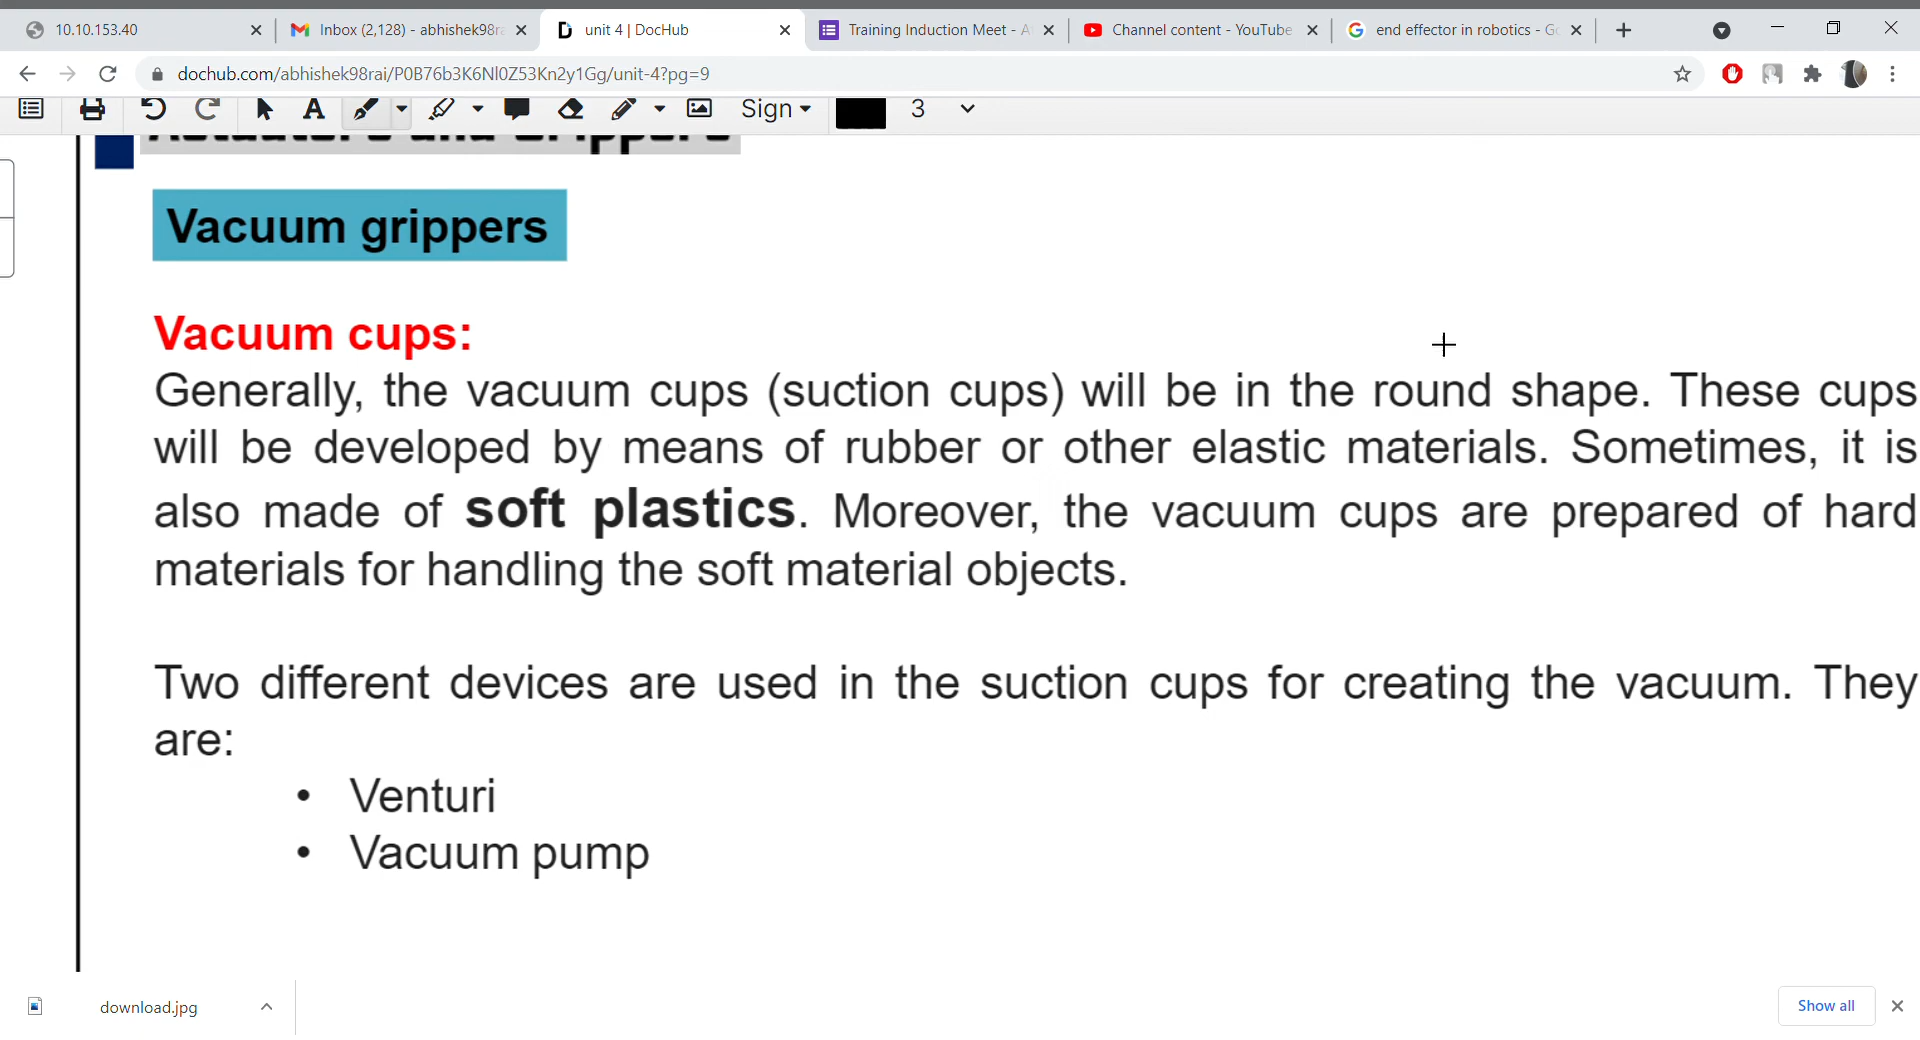 10.10.153.40
Inbox (2,128) - abhishek98r
unit 4 | DocHub
Training Induction Meet - A
Channel content - YouTube
end effector in robotics - Go
dochub.com/abhishek98rai/P0B76b3K6Nl0Z53Kn2y1Gg/unit-4?pg=9
A
Sign
3
Actuators and Grippers
Vacuum grippers
Vacuum cups:
Generally, the vacuum cups (suction cups) will be in the round shape. These cups
will be developed by means of rubber or other elastic materials. Sometimes, it is
also made of soft plastics. Moreover, the vacuum cups are prepared of hard
materials for handling the soft material objects.
Two different devices are used in the suction cups for creating the vacuum. They
are:
• Venturi
• Vacuum pump
download.jpg
Show all